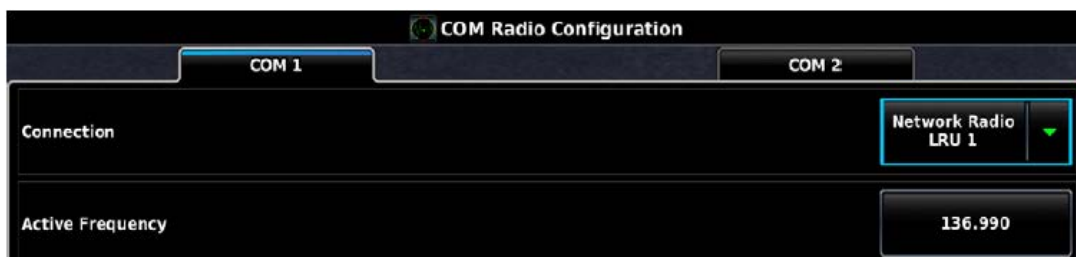 COM Radio Configuration
COM 1
COM 2
Connection
Network Radio
LRU 1
Active Frequency
136.990